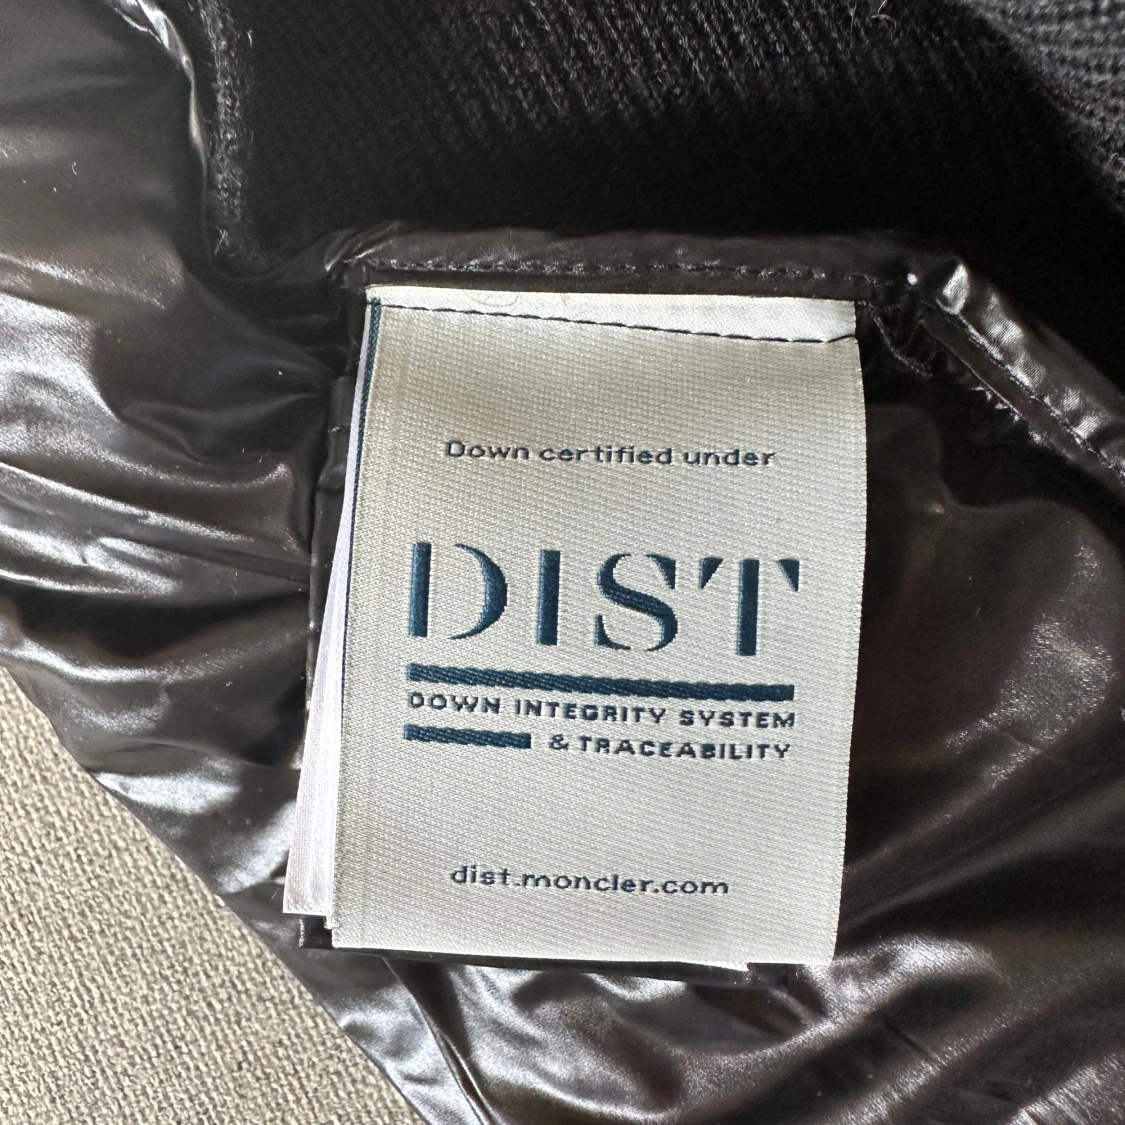 Down certified under
DIST
DOWN INTEGRITY SYSTEM
& TRACEABILITY
dist.moncler.com